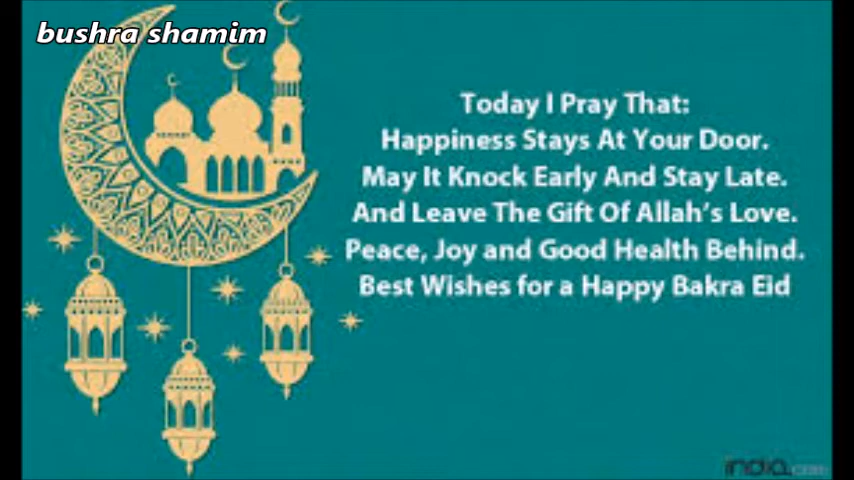 bushra shamim
Today I Pray That:
Happiness Stays At Your Door.
May It Knock Early And Stay Late.
And Leave The Gift Of Allah's Love.
Peace, Joy and Good Health Behind.
Best Wishes for a Happy Bakra Eid
india.com